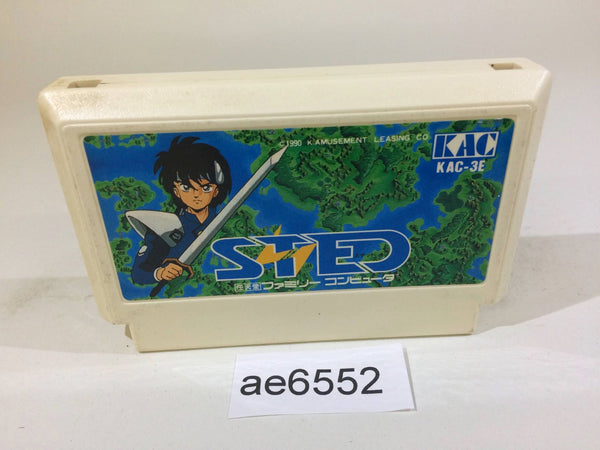 ©1990 K.AMUSEMENT LEASING CO
KAC
KAC-3E
STED
任天堂 ファミリー コンピュータ
ae6552